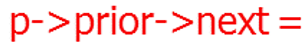 p->prior->next =